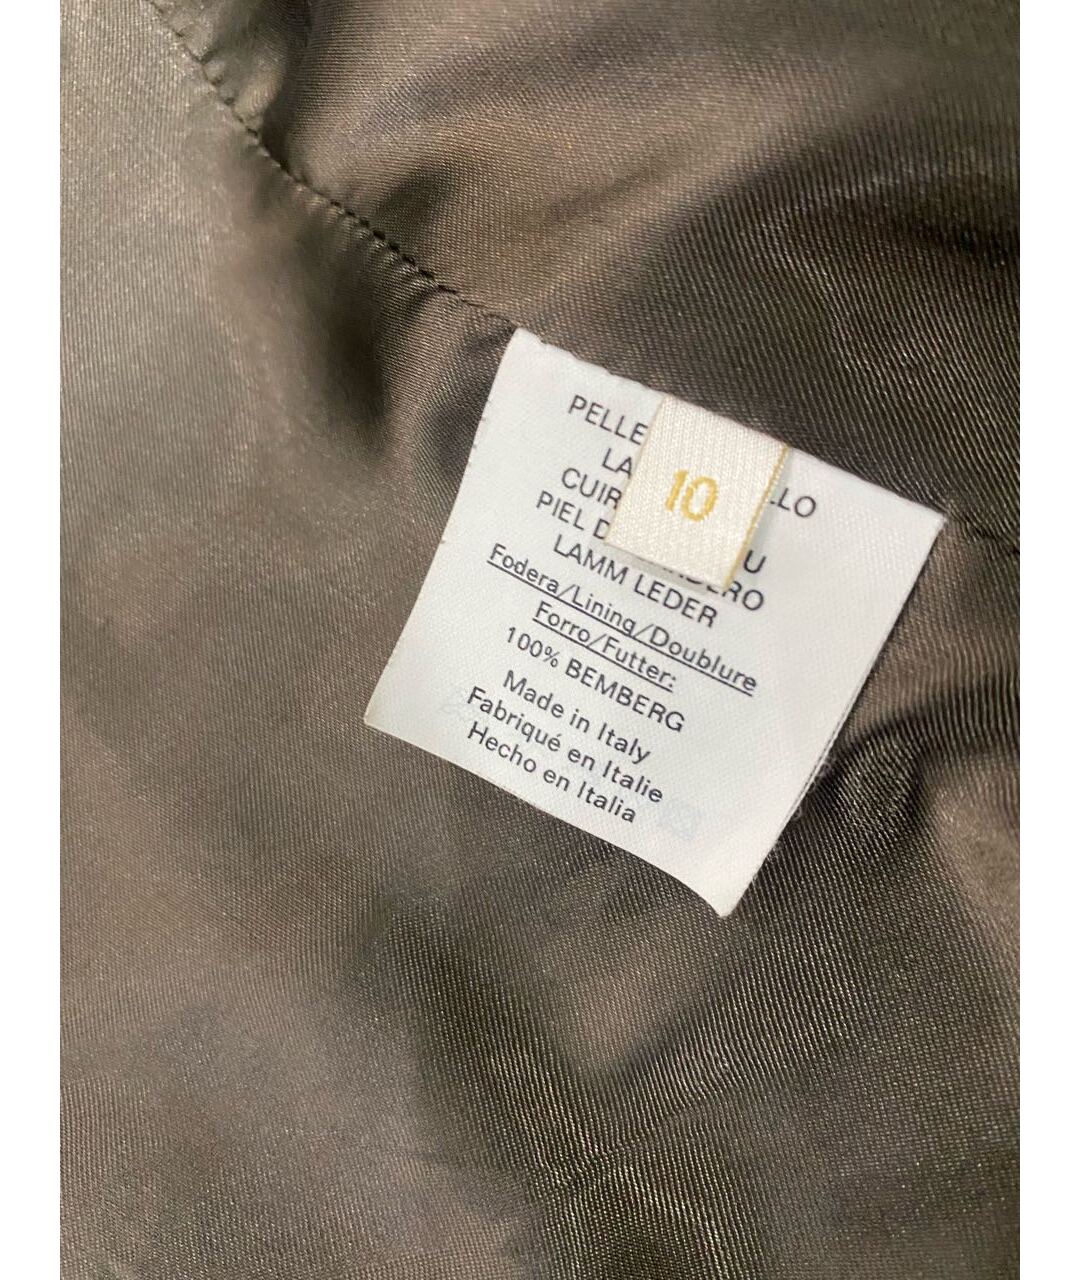 10
PELLE
CUIR
PIEL
LAMM LEDER
Fodera/Lining/Doublure
Forro/Futter:
100% BEMBERG
Made in Italy
Fabriqué en Italie
Hecho en Italia